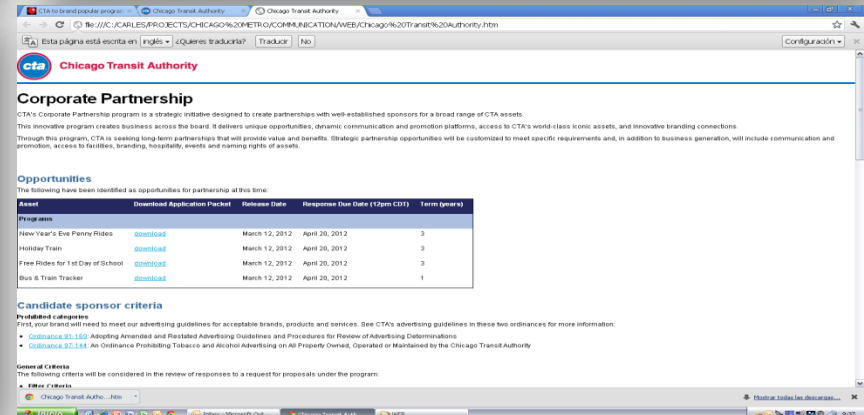 CTA to brand popular program
Chicago Transit Authority
Chicago Transit Authority
file:///C:/CARLES/PROJECTS/CHICAGO%20METRO/COMMUNICATION/WEB/Chicago%20Transit%20Authority.htm
Esta página está escrita en inglés ¿Quieres traducirla? Traducir No Configuración
cta Chicago Transit Authority
Corporate Partnership
CTA's Corporate Partnership program is a strategic initiative designed to create partnerships with well-established sponsors for a broad range of CTA assets.
This innovative program creates business across the board. It delivers unique opportunities, dynamic communication and promotion platforms, access to CTA's world-class iconic assets, and innovative branding connections.
Through this program, CTA is seeking long-term partnerships that will provide value and benefits. Strategic partnership opportunities will be customized to meet specific requirements and, in addition to business generation, will include communication and
promotion, access to facilities, branding, hospitality, events and naming rights of assets.
Opportunities
The following have been identified as opportunities for partnership at this time:
Asset Download Application Packet Release Date Response Due Date (12pm CDT) Term (years)
Programs
New Year's Eve Penny Rides download March 12, 2012 April 20, 2012 3
Holiday Train download March 12, 2012 April 20, 2012 3
Free Rides for 1st Day of School download March 12, 2012 April 20, 2012 3
Bus & Train Tracker download March 12, 2012 April 20, 2012 1
Candidate sponsor criteria
Prohibited categories
First, your brand will need to meet our advertising guidelines for acceptable brands, products and services. See CTA's advertising guidelines in these two ordinances for more information:
• Ordinance 91-169: Adopting Amended and Restated Advertising Guidelines and Procedures for Review of Advertising Determinations
• Ordinance 97-144: An Ordinance Prohibiting Tobacco and Alcohol Advertising on All Property Owned, Operated or Maintained by the Chicago Transit Authority
General Criteria
The following criteria will be considered in the review of responses to a request for proposals under the program:
• Filter Criteria
Chicago Transit Autho....htm Mostrar todas las descargas...
Inicio Inbox - Microsoft Out... Chicago Transit Auth... WEB 9:37